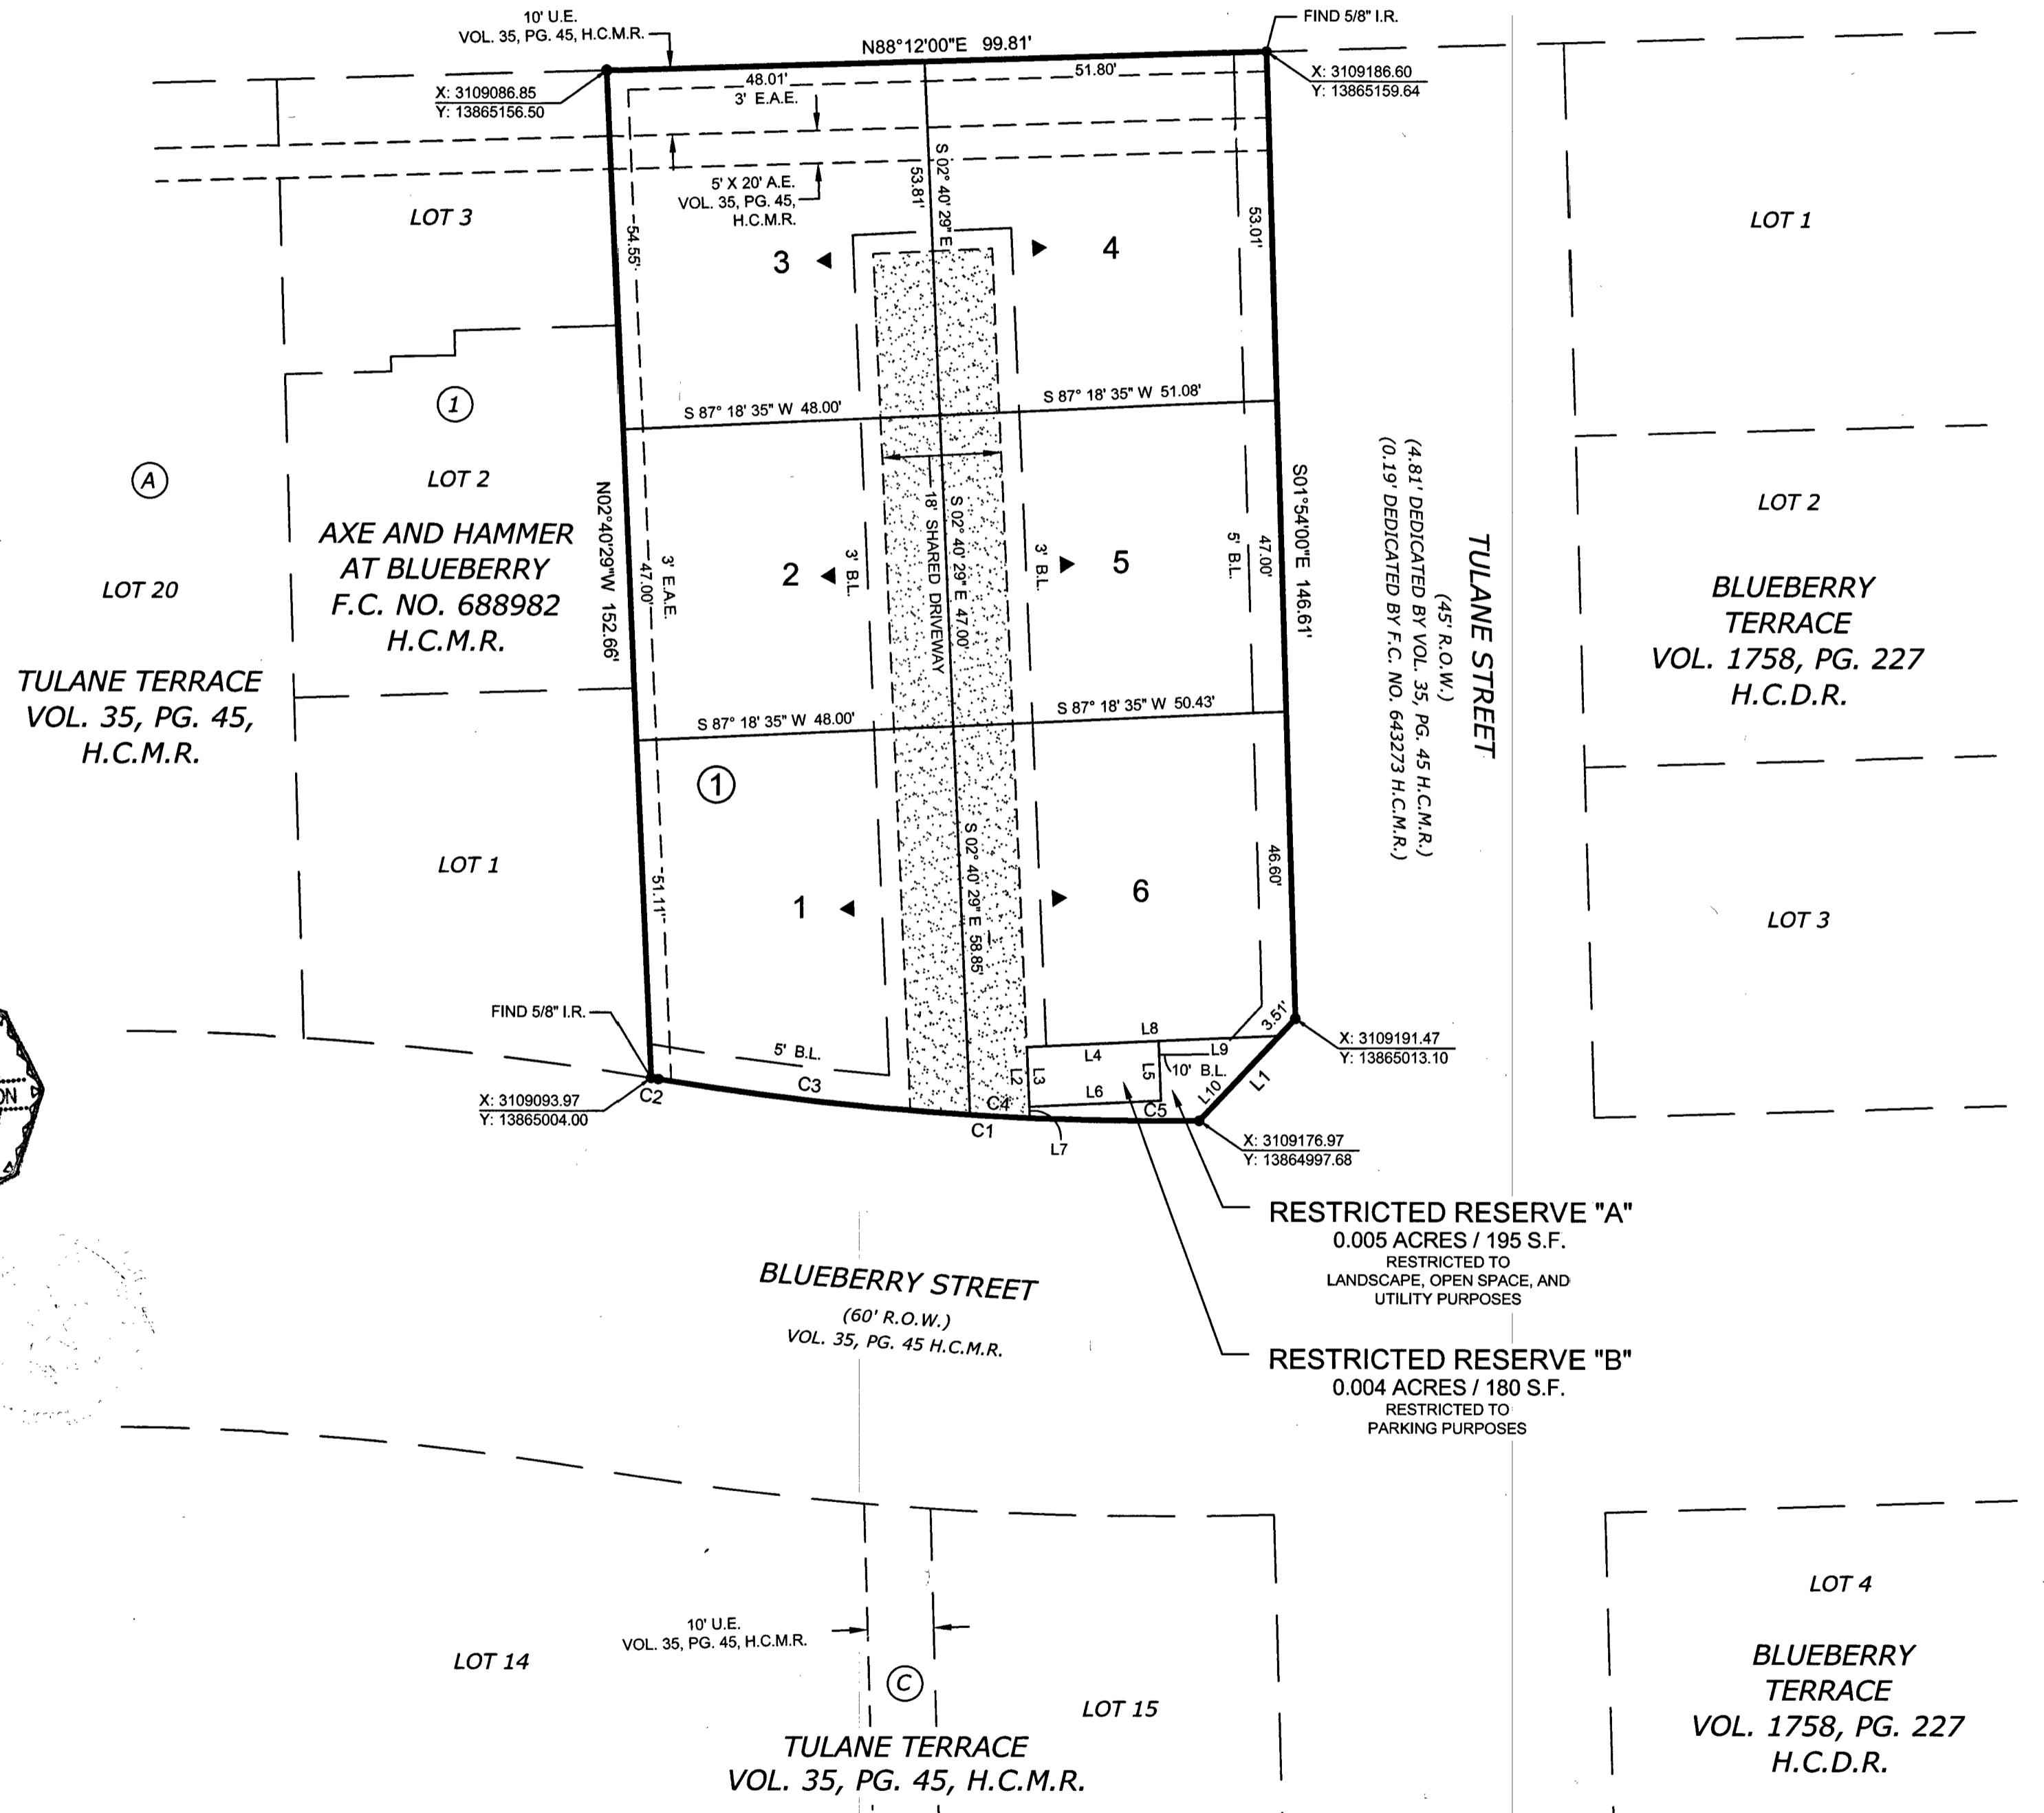 10' U.E.
VOL. 35, PG. 45, H.C.M.R.
N88°12'00"E 99.81'
FIND 5/8" I.R.
X: 3109086.85
Y: 13865156.50
48.01'
3' E.A.E.
51.80'
X: 3109186.60
Y: 13865159.64
5' X 20' A.E.
VOL. 35, PG. 45,
H.C.M.R.
53.81'
S 02° 40' 29" E
54.55'
53.01'
LOT 3
3
4
LOT 1
S 87° 18' 35" W 48.00'
S 87° 18' 35" W 51.08'
1
A
LOT 2
AXE AND HAMMER
AT BLUEBERRY
F.C. NO. 688982
H.C.M.R.
LOT 20
TULANE TERRACE
VOL. 35, PG. 45,
H.C.M.R.
N02°40'29"W 152.66'
47.00'
3' E.A.E.
2
3' B.L.
18' SHARED DRIVEWAY
S 02° 40' 29" E 47.00'
3' B.L.
5
5' B.L.
47.00'
S01°54'00"E 146.61'
(0.19' DEDICATED BY F.C. NO. 643273 H.C.M.R.)
(4.81' DEDICATED BY VOL. 35, PG. 45 H.C.M.R.)
(45' R.O.W.)
TULANE STREET
LOT 2
BLUEBERRY
TERRACE
VOL. 1758, PG. 227
H.C.D.R.
S 87° 18' 35" W 48.00'
S 87° 18' 35" W 50.43'
1
LOT 1
51.11'
1
S 02° 40' 29" E 58.85'
6
46.60'
LOT 3
FIND 5/8" I.R.
5' B.L.
C3
C2
X: 3109093.97
Y: 13865004.00
L8
3.51'
L4
L9
L2
L3
L5
10' B.L.
L6
L10
L1
C4
C5
C1
L7
X: 3109191.47
Y: 13865013.10
X: 3109176.97
Y: 13864997.68
ON
RESTRICTED RESERVE "A"
0.005 ACRES / 195 S.F.
RESTRICTED TO
LANDSCAPE, OPEN SPACE, AND
UTILITY PURPOSES
BLUEBERRY STREET
(60' R.O.W.)
VOL. 35, PG. 45 H.C.M.R.
RESTRICTED RESERVE "B"
0.004 ACRES / 180 S.F.
RESTRICTED TO
PARKING PURPOSES
10' U.E.
VOL. 35, PG. 45, H.C.M.R.
LOT 14
C
LOT 15
TULANE TERRACE
VOL. 35, PG. 45, H.C.M.R.
LOT 4
BLUEBERRY
TERRACE
VOL. 1758, PG. 227
H.C.D.R.